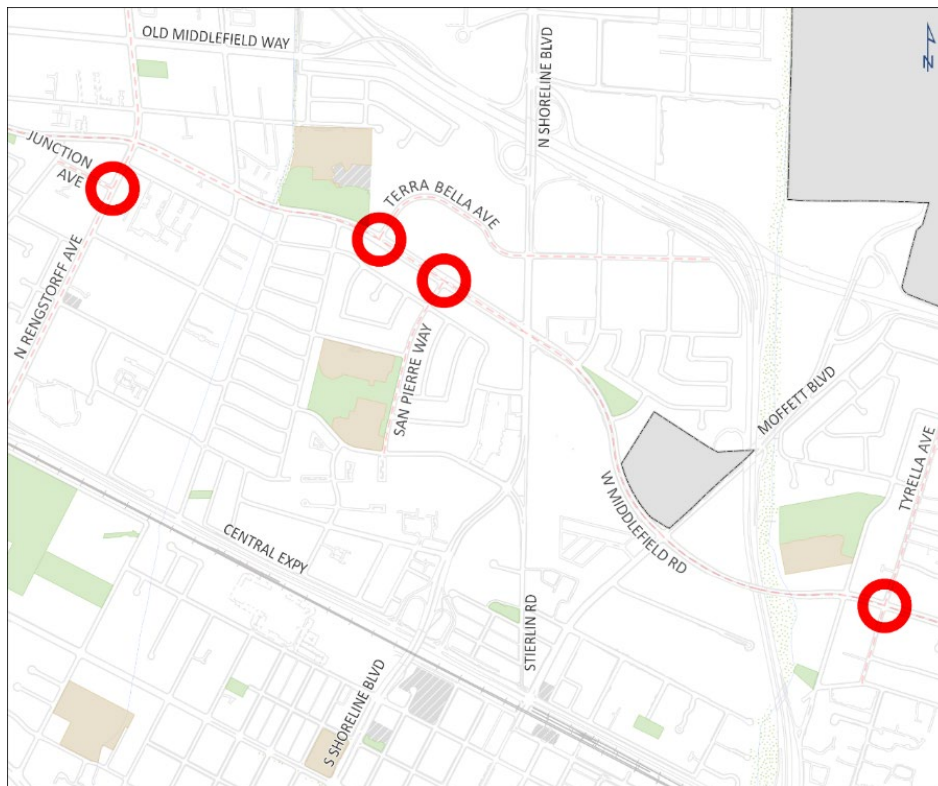 OLD MIDDLEFIELD WAY
N SHORELINE BLVD
JUNCTION
AVE
TERRA BELLA AVE
N RENGSTORFF AVE
SAN PIERRE WAY
MOFFETT BLVD
TYRELLA AVE
W MIDDLEFIELD RD
CENTRAL EXPY
STIERLIN RD
S SHORELINE BLVD
N